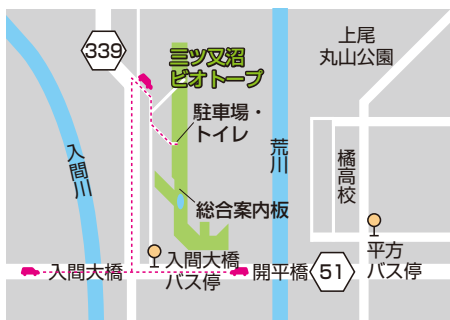 339
三ツ又沼
ビオトープ
上尾
丸山公園
駐車場・
トイレ
入間川
荒川
橘高校
総合案内板
入間大橋
入間大橋
バス停
開平橋
51
平方
バス停